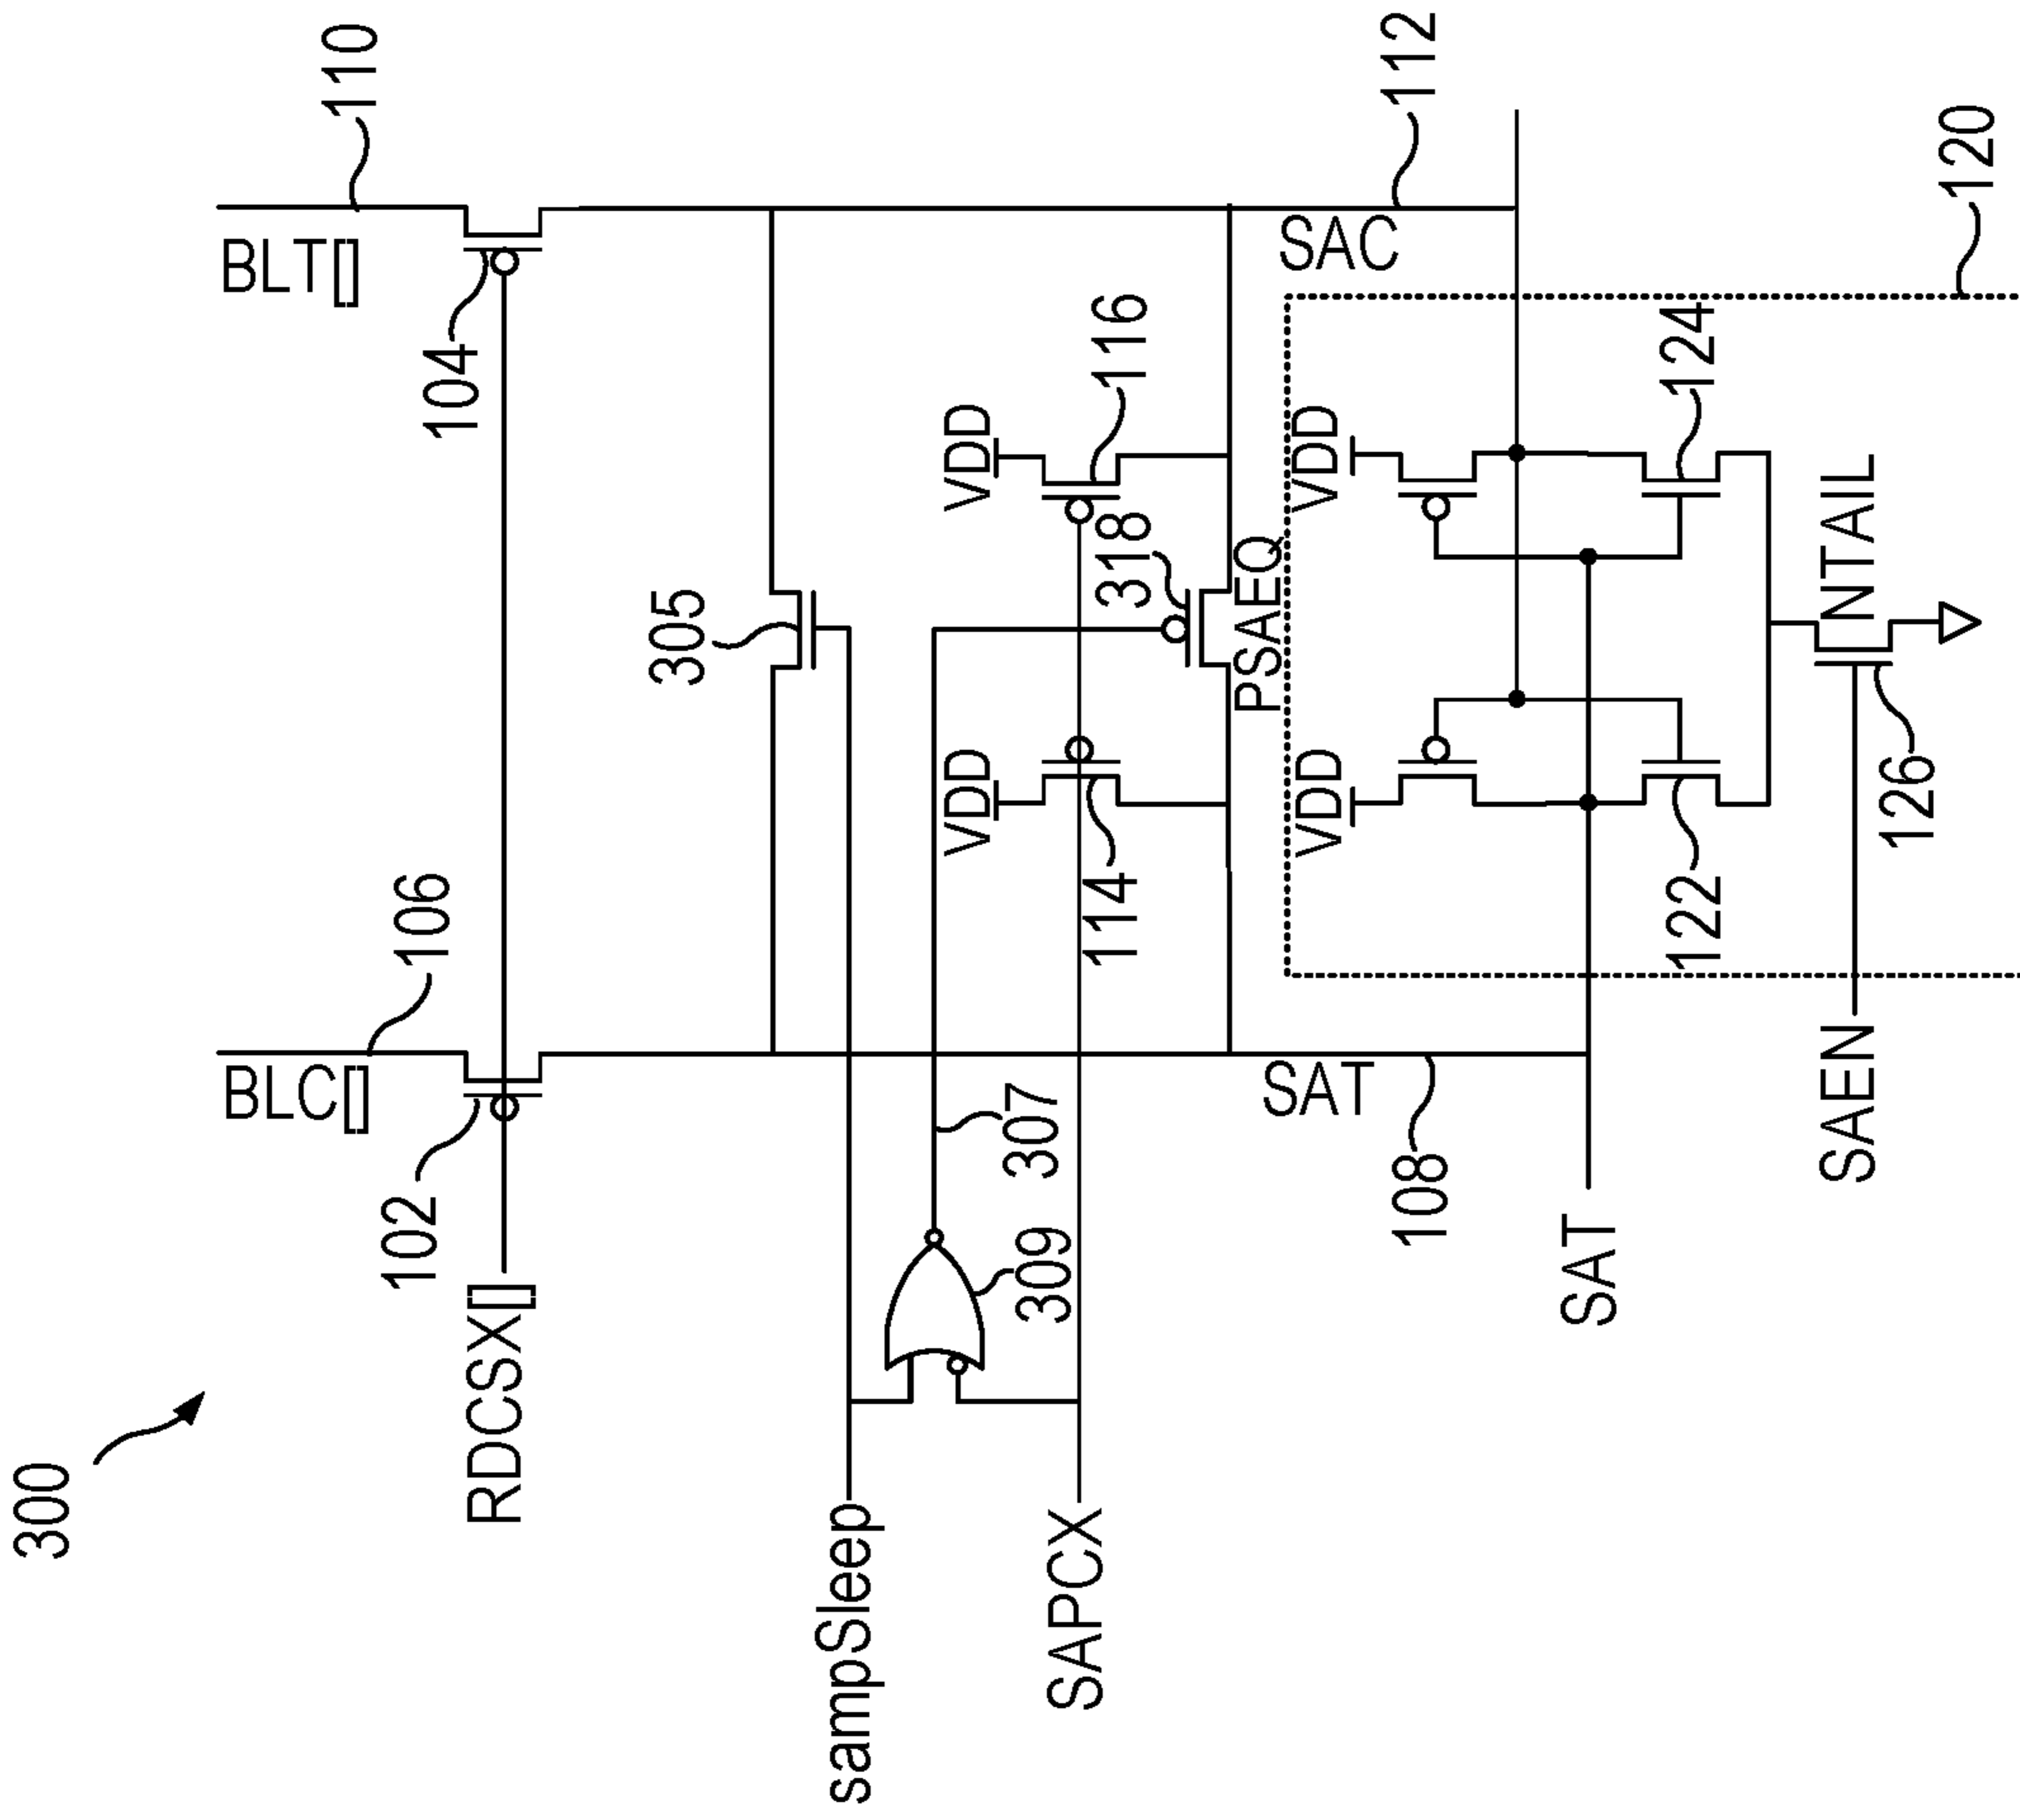 300
BLC[]
106
BLT[]
110
102
104
RDCSX[]
305
sampSleep
VDD
VDD
307
309
114
318
116
SAPCX
PSAEQ
SAT
SAC
108
112
VDD
VDD
SAT
122
124
120
SAEN
126
NTAIL